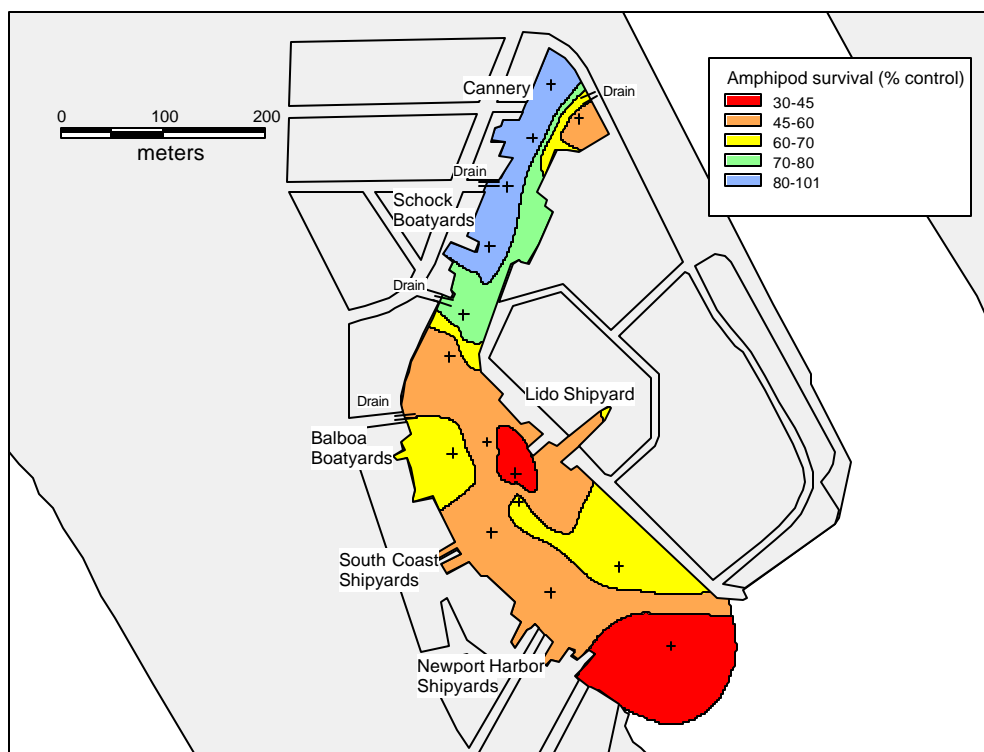 Cannery
Drain
Amphipod survival (% control)
30-45
45-60
60-70
70-80
80-101
0 100 200
meters
Drain
Schock
Boatyards
Drain
Lido Shipyard
Drain
Balboa
Boatyards
South Coast
Shipyards
Newport Harbor
Shipyards